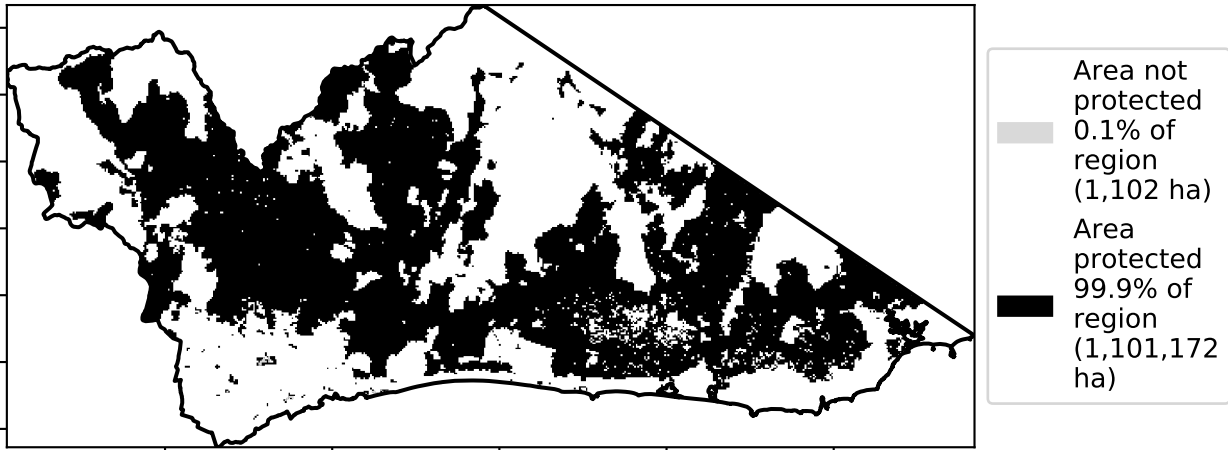 Area not
protected
0.1% of
region
(1,102 ha)
Area
protected
99.9% of
region
(1,101,172
ha)